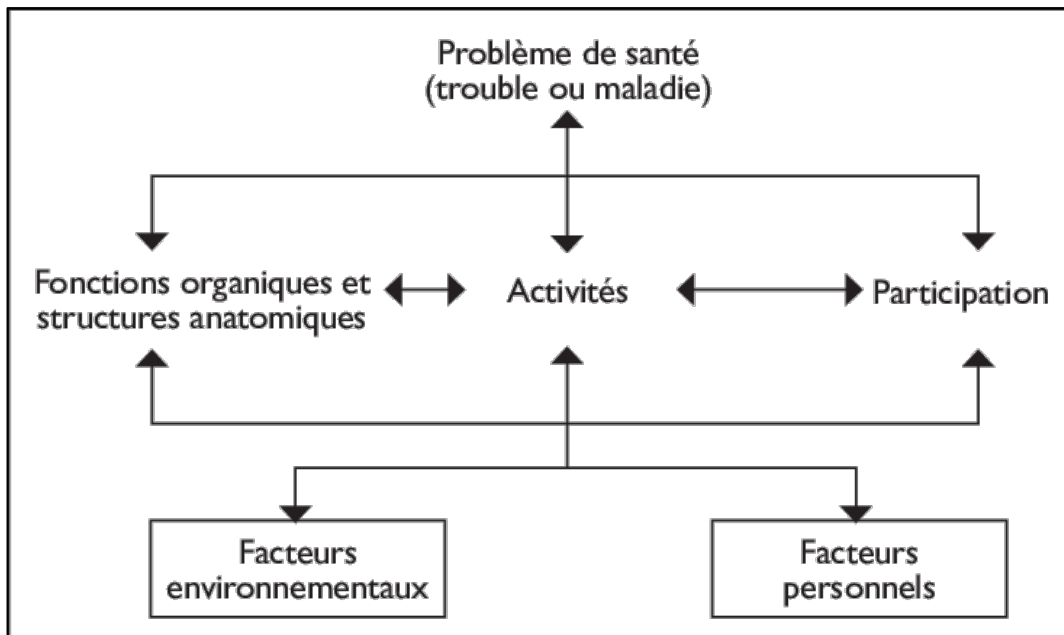 Problème de santé
(trouble ou maladie)
Fonctions organiques et
structures anatomiques
Activités
Participation
Facteurs
environnementaux
Facteurs
personnels